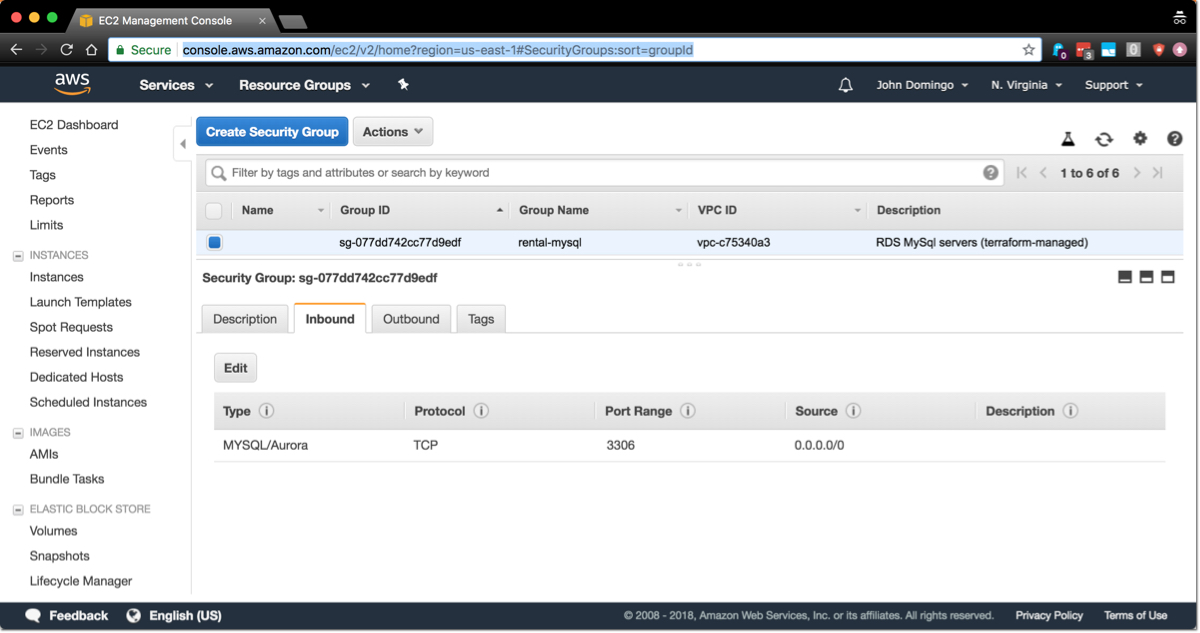 EC2 Management Console
Secure console.aws.amazon.com/ec2/v2/home?region=us-east-1#SecurityGroups:sort=groupId
0 3 0
aws Services Resource Groups John Domingo N. Virginia Support
EC2 Dashboard
Events
Tags
Reports
Limits
INSTANCES
Instances
Launch Templates
Spot Requests
Reserved Instances
Dedicated Hosts
Scheduled Instances
IMAGES
AMIs
Bundle Tasks
ELASTIC BLOCK STORE
Volumes
Snapshots
Lifecycle Manager
Create Security Group Actions
Filter by tags and attributes or search by keyword 1 to 6 of 6
Name Group ID Group Name VPC ID Description
sg-077dd742cc77d9edf rental-mysql vpc-c75340a3 RDS MySql servers (terraform-managed)
Security Group: sg-077dd742cc77d9edf
Description Inbound Outbound Tags
Edit
Type Protocol Port Range Source Description
MYSQL/Aurora TCP 3306 0.0.0.0/0
Feedback English (US) © 2008 - 2018, Amazon Web Services, Inc. or its affiliates. All rights reserved. Privacy Policy Terms of Use